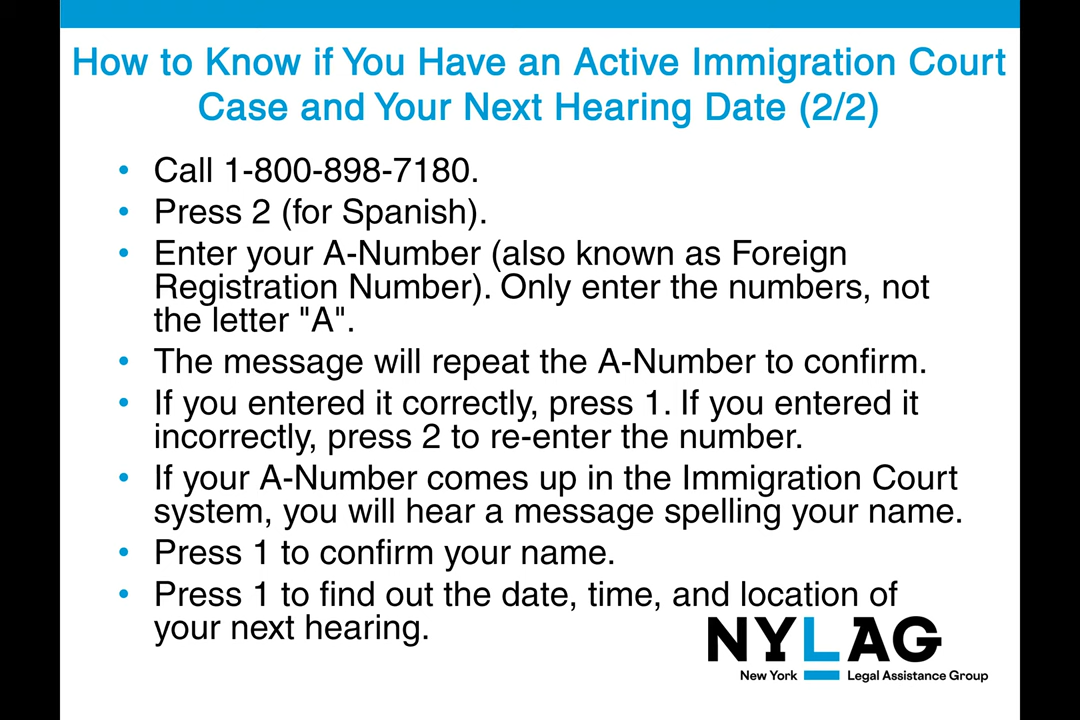 How to Know if You Have an Active Immigration Court
Case and Your Next Hearing Date (2/2)
• Call 1-800-898-7180.
• Press 2 (for Spanish).
• Enter your A-Number (also known as Foreign
Registration Number). Only enter the numbers, not
the letter "A".
• The message will repeat the A-Number to confirm.
• If you entered it correctly, press 1. If you entered it
incorrectly, press 2 to re-enter the number.
• If your A-Number comes up in the Immigration Court
system, you will hear a message spelling your name.
• Press 1 to confirm your name.
• Press 1 to find out the date, time, and location of
your next hearing.
NYLAG
New York Legal Assistance Group